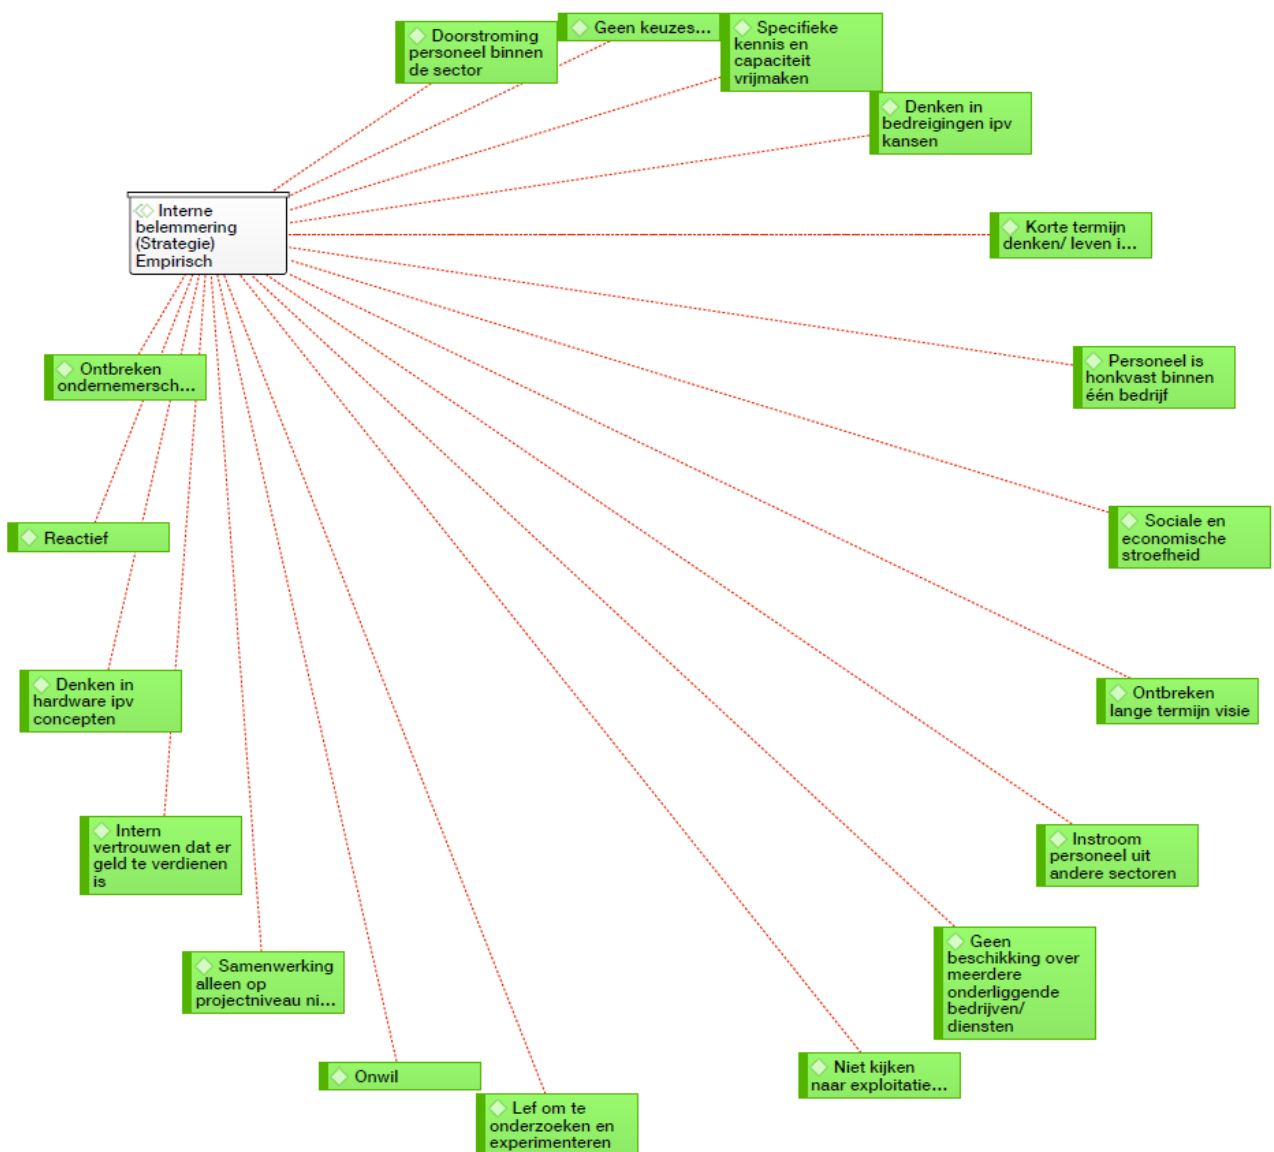 Doorstroming
personeel binnen
de sector
Geen keuzes...
Specifieke
kennis en
capaciteit
vrijmaken
Denken in
bedreigingen ipv
kansen
Interne
belemmering
(Strategie)
Empirisch
Korte termijn
denken/ leven i...
Ontbreken
ondernemersch...
Personeel is
honkvast binnen
één bedrijf
Reactief
Sociale en
economische
stroefheid
Denken in
hardware ipv
concepten
Ontbreken
lange termijn visie
Intern
vertrouwen dat er
geld te verdienen
is
Instroom
personeel uit
andere sectoren
Samenwerking
alleen op
projectniveau ni...
Geen
beschikking over
meerdere
onderliggende
bedrijven/
diensten
Onwil
Niet kijken
naar exploitatie...
Lef om te
onderzoeken en
experimenteren